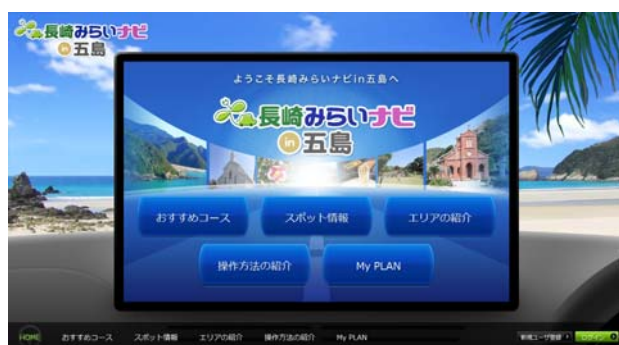 長崎みらいナビ
in 五島
ようこそ長崎みらいナビin五島へ
長崎みらいナビ
in 五島
おすすめコース
スポット情報
エリアの紹介
操作方法の紹介
My PLAN
HOME
おすすめコース
スポット情報
エリアの紹介
操作方法の紹介
My PLAN
新規ユーザ登録
ログイン